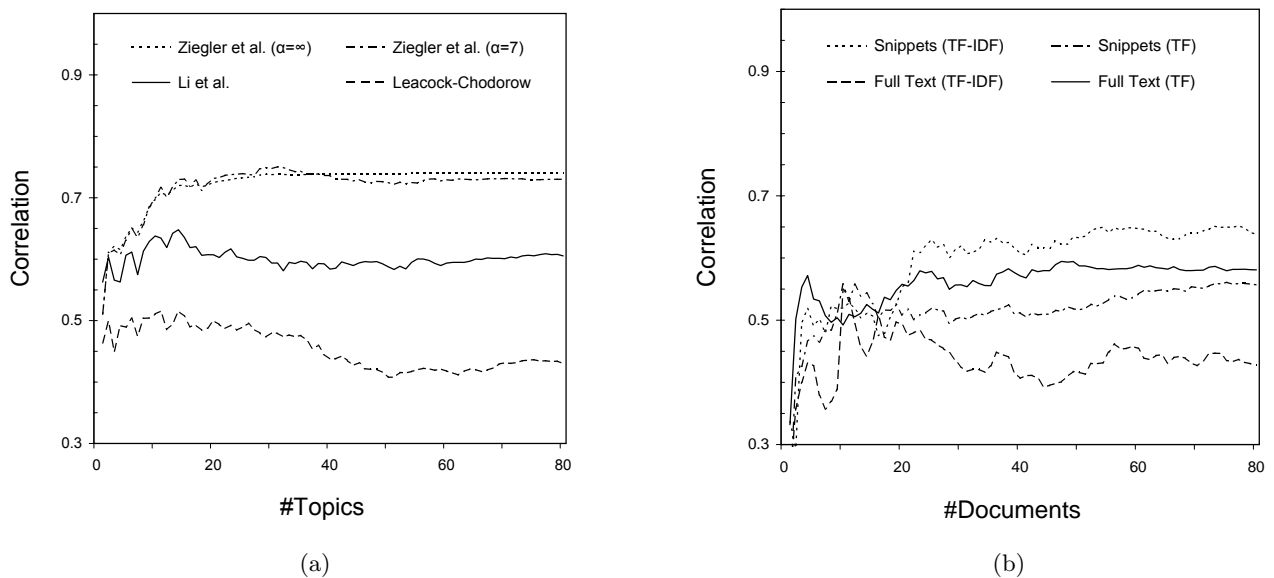 Ziegler et al. (α=∞)
Ziegler et al. (α=7)
Li et al.
Leacock-Chodorow
Correlation
0.9
0.7
0.5
0.3
0 20 40 60 80
#Topics
(a)
Snippets (TF-IDF)
Snippets (TF)
Full Text (TF-IDF)
Full Text (TF)
Correlation
0.9
0.7
0.5
0.3
0 20 40 60 80
#Documents
(b)